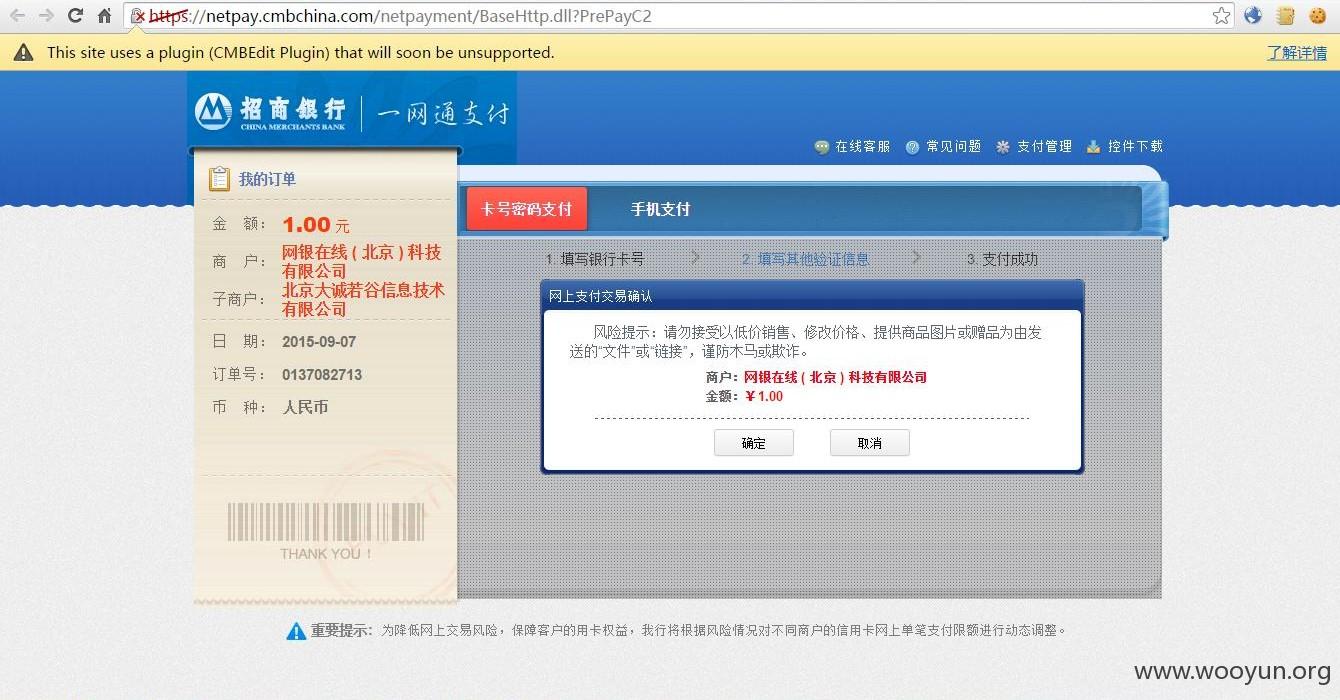 https://netpay.cmbchina.com/netpayment/BaseHttp.dll?PrePayC2
This site uses a plugin (CMBEdit Plugin) that will soon be unsupported.
了解详情
招商银行
CHINA MERCHANTS BANK
一网通支付
在线客服 常见问题 支付管理 控件下载
我的订单
金 额： 1.00 元
商 户： 网银在线 ( 北京 ) 科技
有限公司
子商户： 北京大诚若谷信息技术
有限公司
日 期： 2015-09-07
订单号： 0137082713
币 种： 人民币
THANK YOU !
卡号密码支付 手机支付
1. 填写银行卡号 2. 填写其他验证信息 3. 支付成功
网上支付交易确认
风险提示：请勿接受以低价销售、修改价格、提供商品图片或赠品为由发
送的“文件”或“链接”，谨防木马或欺诈。
商户：网银在线 ( 北京 ) 科技有限公司
金额：￥1.00
确定 取消
重要提示：为降低网上交易风险，保障客户的用卡权益，我行将根据风险情况对不同商户的信用卡网上单笔支付限额进行动态调整。
www.wooyun.org